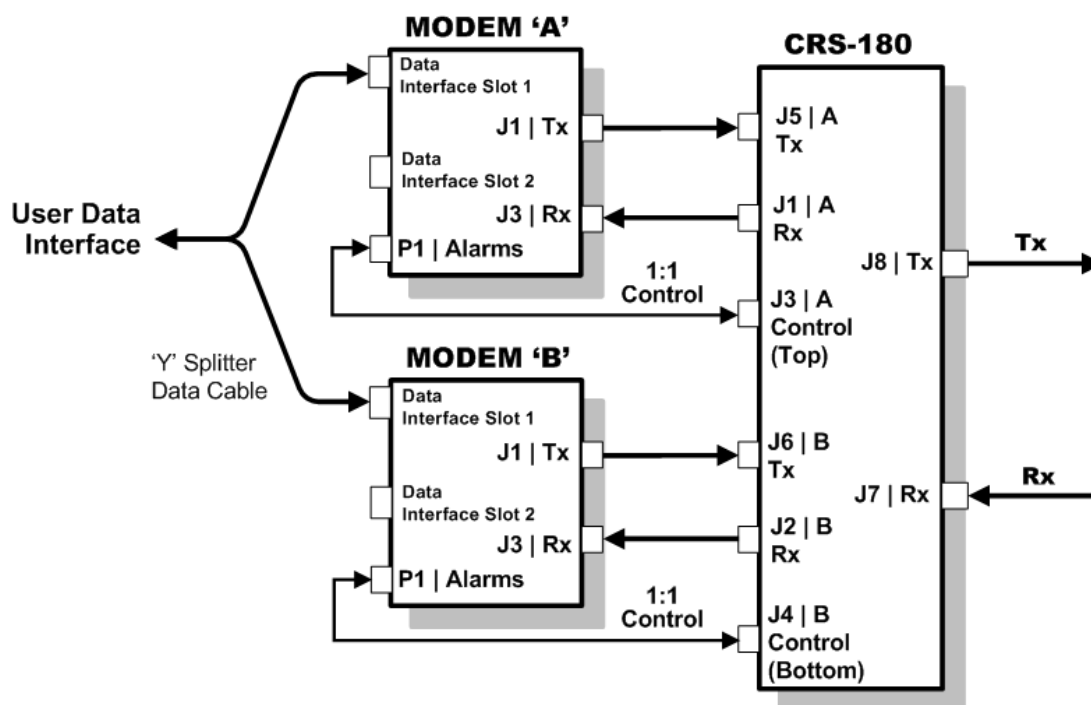 MODEM ‘A’
CRS-180
Data
Interface Slot 1
J1 | Tx
Data
Interface Slot 2
J3 | Rx
P1 | Alarms
User Data
Interface
‘Y’ Splitter
Data Cable
1:1
Control
MODEM ‘B’
Data
Interface Slot 1
J1 | Tx
Data
Interface Slot 2
J3 | Rx
P1 | Alarms
1:1
Control
J5 | A
Tx
J1 | A
Rx
J3 | A
Control
(Top)
J6 | B
Tx
J2 | B
Rx
J4 | B
Control
(Bottom)
J8 | Tx
Tx
J7 | Rx
Rx